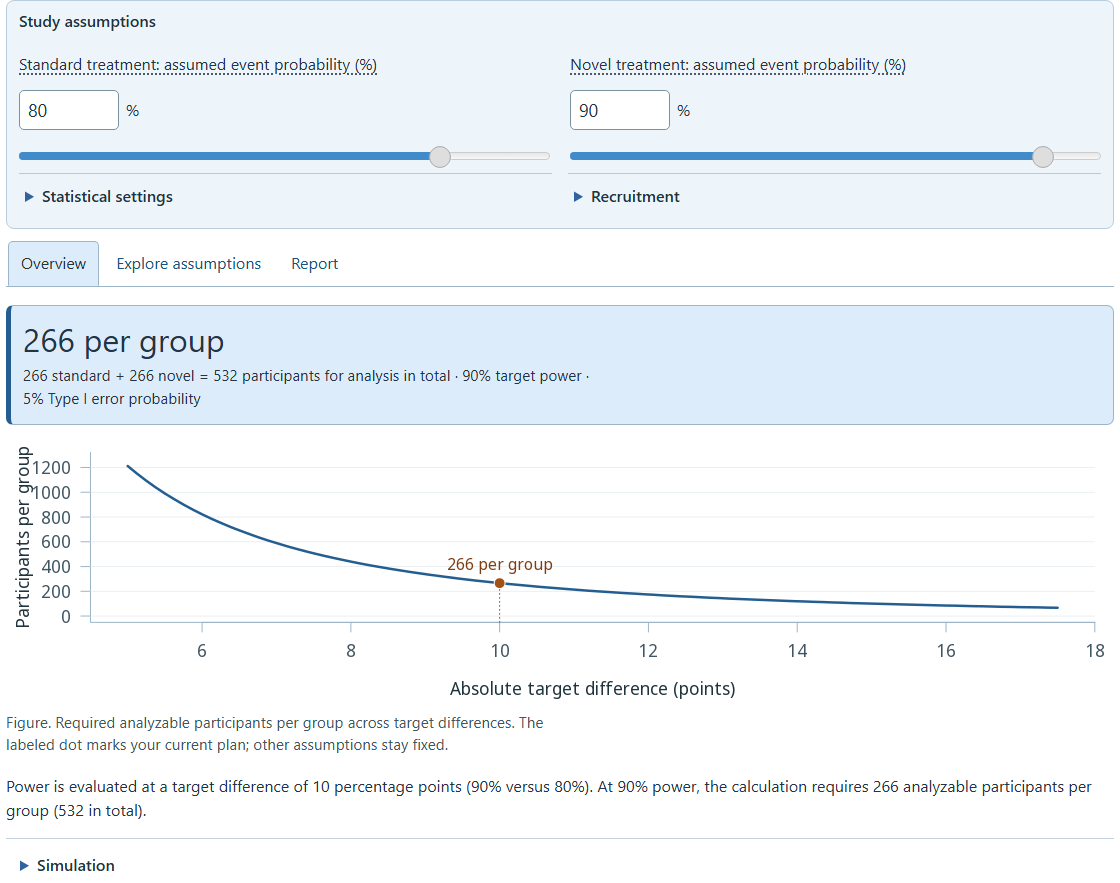 Study assumptions
Standard treatment: assumed event probability (%)
Novel treatment: assumed event probability (%)
80 %
90 %
▶ Statistical settings
▶ Recruitment
Overview
Explore assumptions
Report
266 per group
266 standard + 266 novel = 532 participants for analysis in total · 90% target power ·
5% Type I error probability
Participants per group
1200
1000
800
600
400
200
0
266 per group
6
8
10
12
14
16
18
Absolute target difference (points)
Figure. Required analyzable participants per group across target differences. The
labeled dot marks your current plan; other assumptions stay fixed.
Power is evaluated at a target difference of 10 percentage points (90% versus 80%). At 90% power, the calculation requires 266 analyzable participants per
group (532 in total).
▶ Simulation